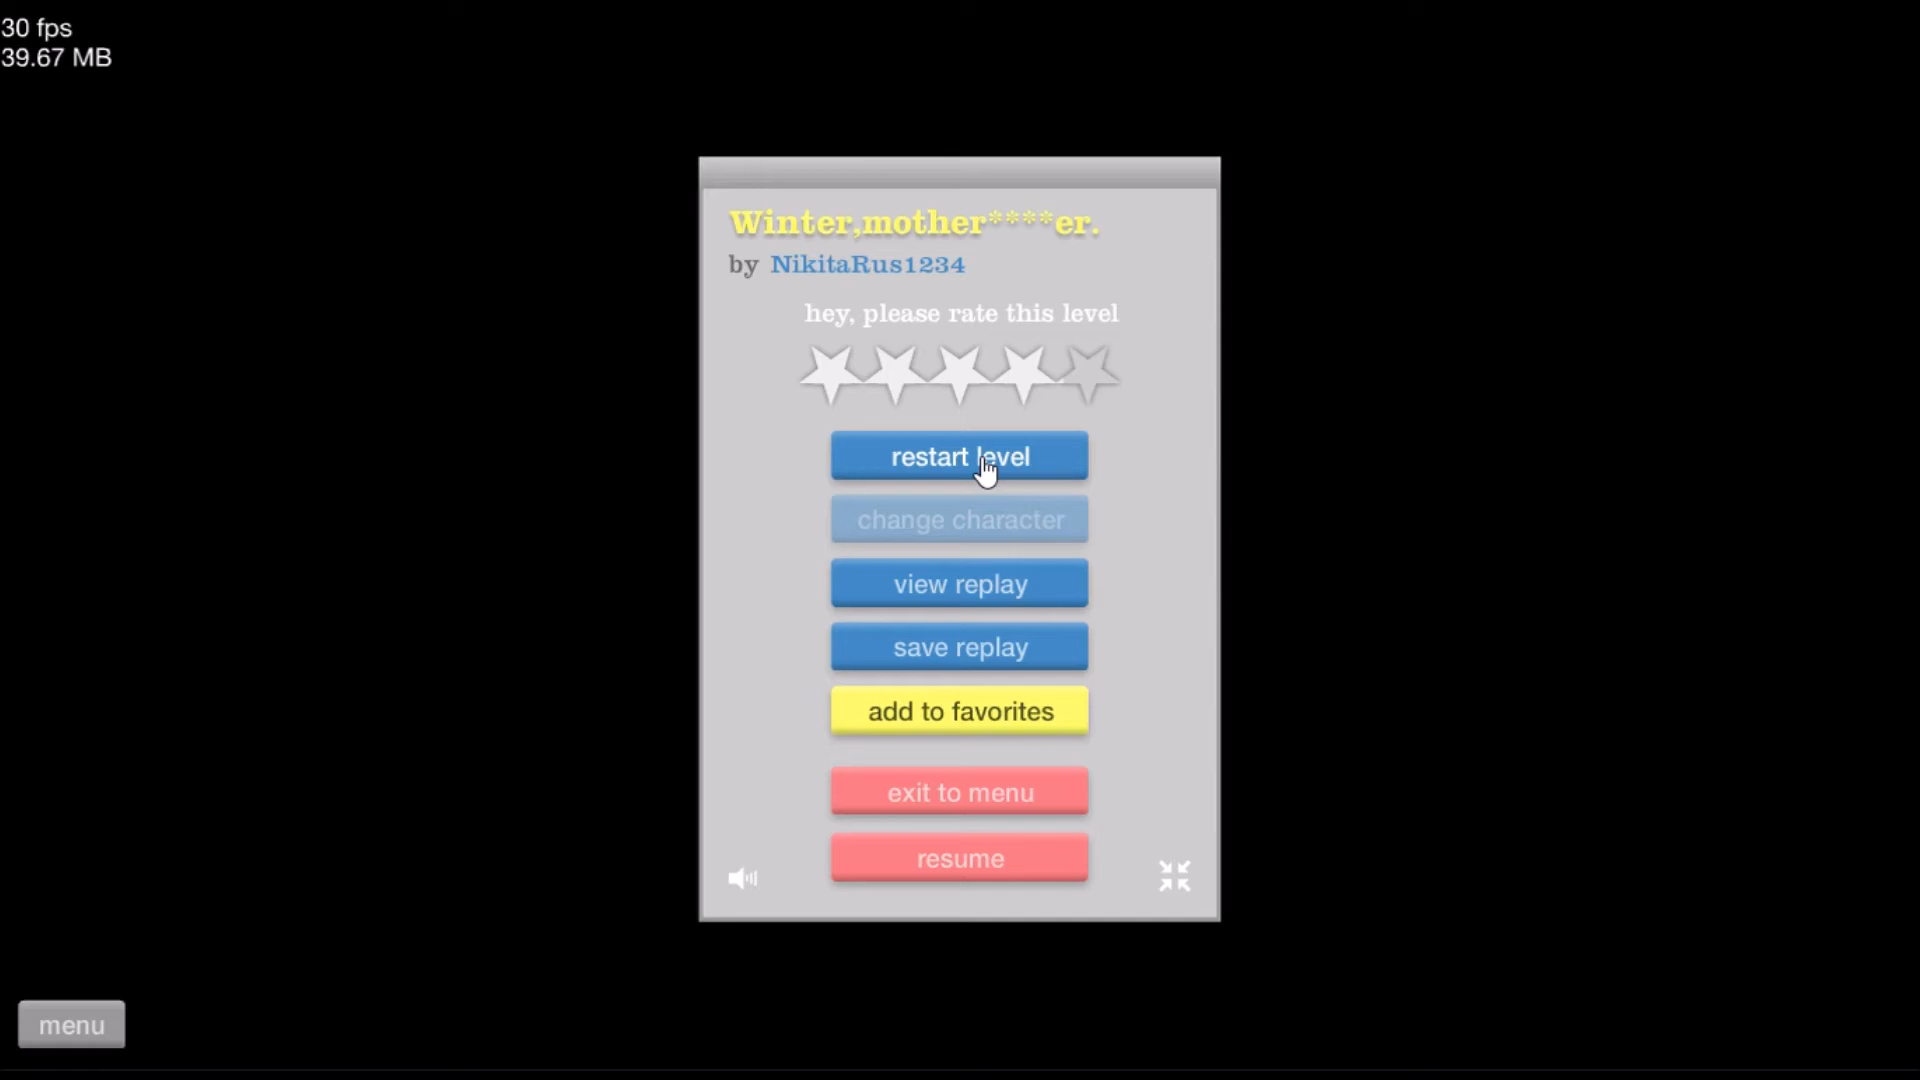 30 fps
39.67 MB
Winter,mother****er.
by NikitaRus1234
hey, please rate this level
restart level
change character
view replay
save replay
add to favorites
exit to menu
resume
menu